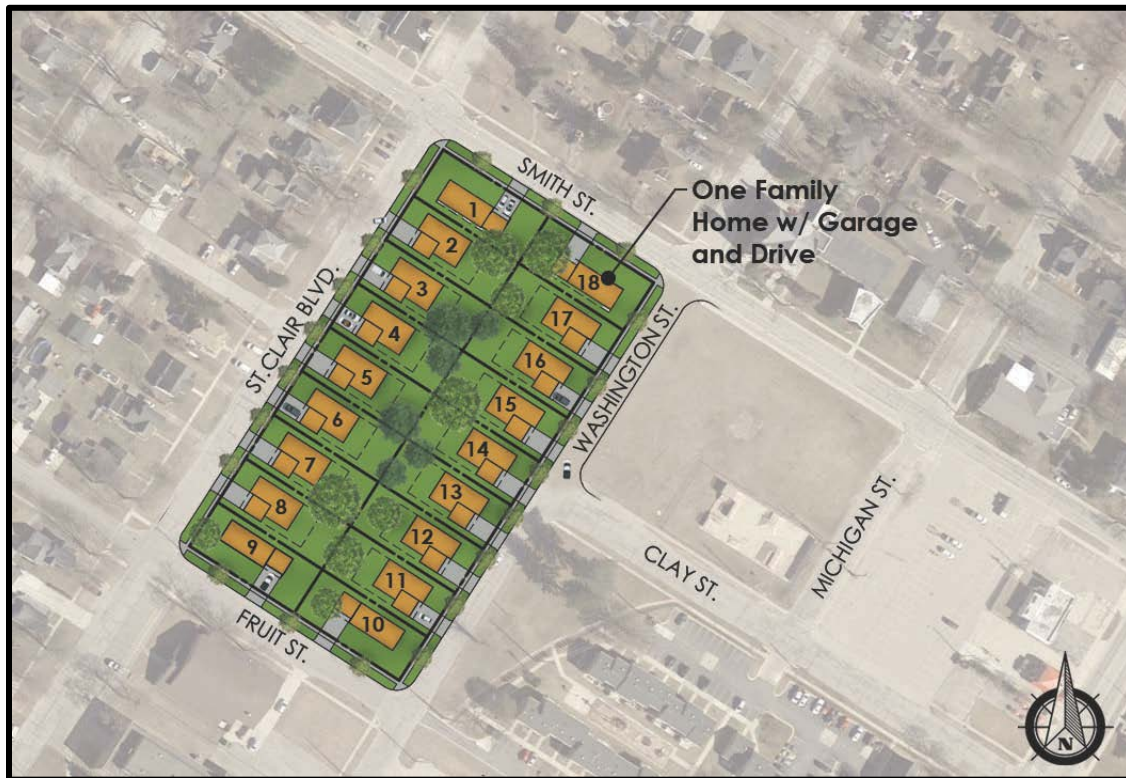 SMITH ST.
One Family
Home w/ Garage
and Drive
1
2
3
4
5
6
7
8
9
10
11
12
13
14
15
16
17
18
ST. CLAIR BLVD.
WASHINGTON ST.
MICHIGAN ST.
CLAY ST.
FRUIT ST.
N